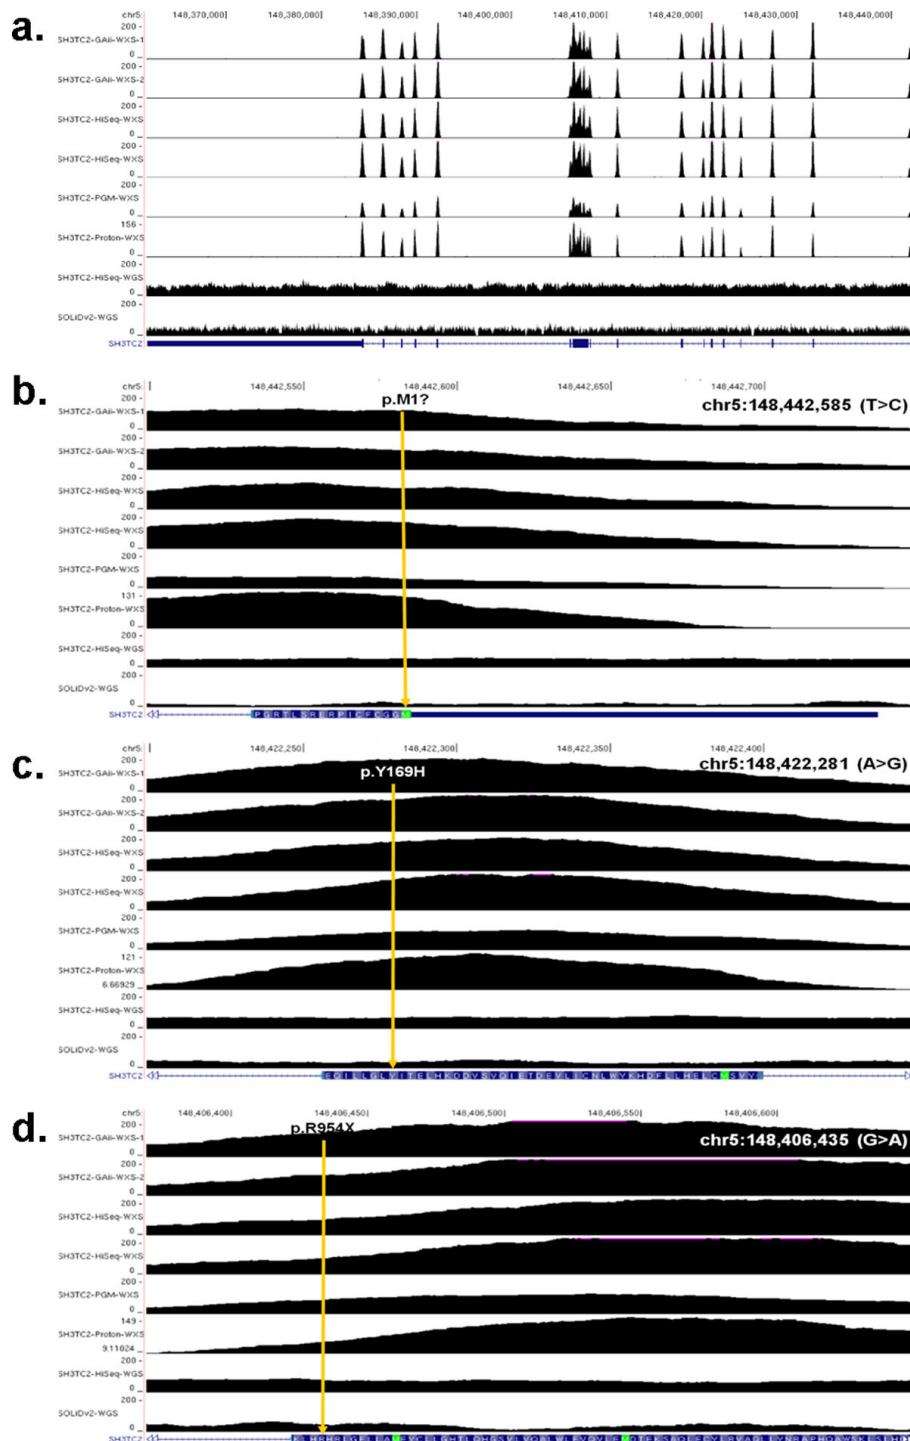 a.
chr5: 148,370,000 148,380,000 148,390,000 148,400,000 148,410,000 148,420,000 148,430,000 148,440,000
200 -
SH3TC2-GAii-WXS-1
0 _
200 -
SH3TC2-GAii-WXS-2
0 _
200 -
SH3TC2-HiSeq-WXS
0 _
200 -
SH3TC2-HiSeq-WXS
0 _
200 -
SH3TC2-PGM-WXS
0 _
156 -
SH3TC2-Proton-WXS
0 _
200 -
SH3TC2-HiSeq-WGS
0 _
200 -
SOLiDv2-WGS
0 _
SH3TC2
b.
chr5: 148,442,550 148,442,600 148,442,650 148,442,700
200 -
p.M1?
chr5:148,442,585 (T>C)
SH3TC2-GAii-WXS-1
0 _
200 -
SH3TC2-GAii-WXS-2
0 _
200 -
SH3TC2-HiSeq-WXS
0 _
200 -
SH3TC2-HiSeq-WXS
0 _
200 -
SH3TC2-PGM-WXS
0 _
131 -
SH3TC2-Proton-WXS
0 _
200 -
SH3TC2-HiSeq-WGS
0 _
200 -
SOLiDv2-WGS
0 _
SH3TC2 PGRTLSRERPICFCGGM
c.
chr5: 148,422,250 148,422,300 148,422,350 148,422,400
200 -
chr5:148,422,281 (A>G)
p.Y169H
SH3TC2-GAii-WXS-1
0 _
200 -
SH3TC2-GAii-WXS-2
0 _
200 -
SH3TC2-HiSeq-WXS
0 _
200 -
SH3TC2-HiSeq-WXS
0 _
200 -
SH3TC2-PGM-WXS
0 _
121 -
SH3TC2-Proton-WXS
6.66929 _
200 -
SH3TC2-HiSeq-WGS
0 _
200 -
SOLiDv2-WGS
0 _
SH3TC2
d.
chr5: 148,406,400 148,406,450 148,406,500 148,406,550 148,406,600
200 -
p.R954X
chr5:148,406,435 (G>A)
SH3TC2-GAii-WXS-1
0 _
200 -
SH3TC2-GAii-WXS-2
0 _
200 -
SH3TC2-HiSeq-WXS
0 _
200 -
SH3TC2-HiSeq-WXS
0 _
200 -
SH3TC2-PGM-WXS
0 _
149 -
SH3TC2-Proton-WXS
9.11024 _
200 -
SH3TC2-HiSeq-WGS
0 _
200 -
SOLiDv2-WGS
0 _
SH3TC2